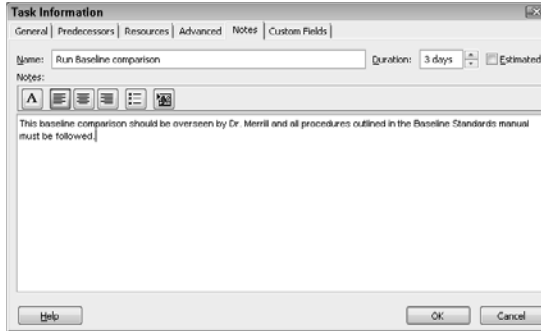 Task Information
General Predecessors Resources Advanced Notes Custom Fields
Name: Run Baseline comparison Duration: 3 days Estimated
Notes:
A
This baseline comparison should be overseen by Dr. Merrill and all procedures outlined in the Baseline Standards manual
must be followed.
Help OK Cancel